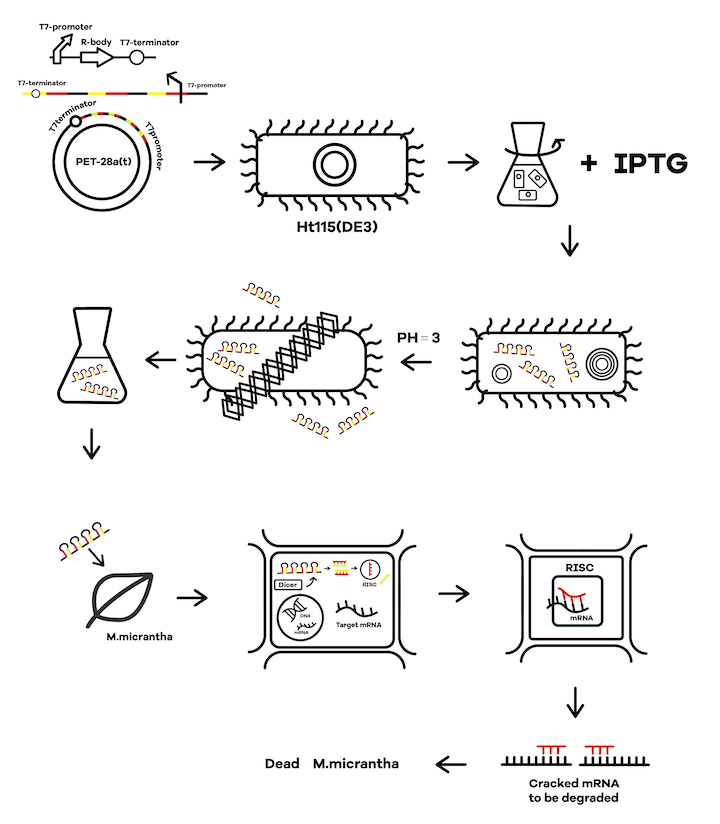 T7-promoter
R-body T7-terminator
T7-terminator
T7-promoter
T7terminator
T7promoter
PET-28a(t)
Ht115(DE3)
+ IPTG
PH=3
M.micrantha
Dicer
RISC
DNA
mRNA
Target mRNA
RISC
mRNA
Dead M.micrantha
Cracked mRNA
to be degraded